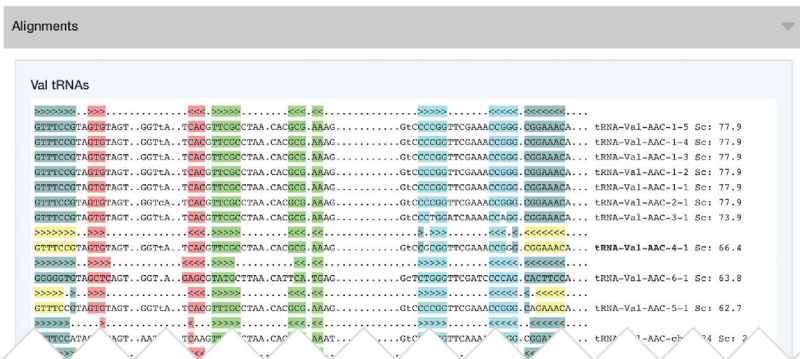 Alignments
Val tRNAs
>>>>>>>..>>>...........<<<.>>>>>.......<<<.<<...............>>>>>.......<<<<<.<<<<<<<....
GTTTCCGTAGTGTAGT..GGTtA..TCACGTTCGCCTAA.CACGCG.AAAG...........GtCCCCGGTTCGAAACCGGG.CGGAAACA... tRNA-Val-AAC-1-5 Sc: 77.9
GTTTCCGTAGTGTAGT..GGTtA..TCACGTTCGCCTAA.CACGCG.AAAG...........GtCCCCGGTTCGAAACCGGG.CGGAAACA... tRNA-Val-AAC-1-4 Sc: 77.9
GTTTCCGTAGTGTAGT..GGTtA..TCACGTTCGCCTAA.CACGCG.AAAG...........GtCCCCGGTTCGAAACCGGG.CGGAAACA... tRNA-Val-AAC-1-3 Sc: 77.9
GTTTCCGTAGTGTAGT..GGTtA..TCACGTTCGCCTAA.CACGCG.AAAG...........GtCCCCGGTTCGAAACCGGG.CGGAAACA... tRNA-Val-AAC-1-2 Sc: 77.9
GTTTCCGTAGTGTAGT..GGTtA..TCACGTTCGCCTAA.CACGCG.AAAG...........GtCCCCGGTTCGAAACCGGG.CGGAAACA... tRNA-Val-AAC-1-1 Sc: 77.9
GTTTCCGTAGTGTAGT..GGTcA..TCACGTTCGCCTAA.CACGCG.AAAG...........GtCCCCGGTTCGAAACCGGG.CGGAAACA... tRNA-Val-AAC-2-1 Sc: 77.9
GTTTCCGTAGTGTAGT..GGTtA..TCACGTTCGCCTAA.CACGCG.AAAG...........GtCCCTGGATCAAAACCAGG.CGGAAACA... tRNA-Val-AAC-3-1 Sc: 73.9
>>>>>>>..>>>...........<<<.>>>>>.......<<<.<<...............>.>>>.......<<<.<.<<<<<<<....
GTTTCCGTAGTGTAGT..GGTtA..TCACGTTCGCCTAA.CACGCG.AAAG...........GtCCGCGGTTCGAAACCGGG.CGGAAACA... tRNA-Val-AAC-4-1 Sc: 66.4
>>>>>>>..>>>>.........<<<<.>>>>>.......<<<.<<...............>>>>>.......<<<<<.<<<<<<<....
GGGGGTGTAGCTCAGT..GGT.A..GAGCGTATGCTTAA.CATTCA.TGAG...........GcTCTGGGTTCGATCCCCAG.CACTTCCA... tRNA-Val-AAC-6-1 Sc: 63.8
>>>>>.>..>>>...........<<<.>>>>>.......<<<.<<...............>>>>>.......<<<<<.<.<<<<<....
GTTTCCGTAGTGTAGT..GGTtA..TCACGTTTGCCTAA.CACGCG.AAAG...........GtCCCCGGTTCGAAACCGGG.CAGAAACA... tRNA-Val-AAC-5-1 Sc: 62.7